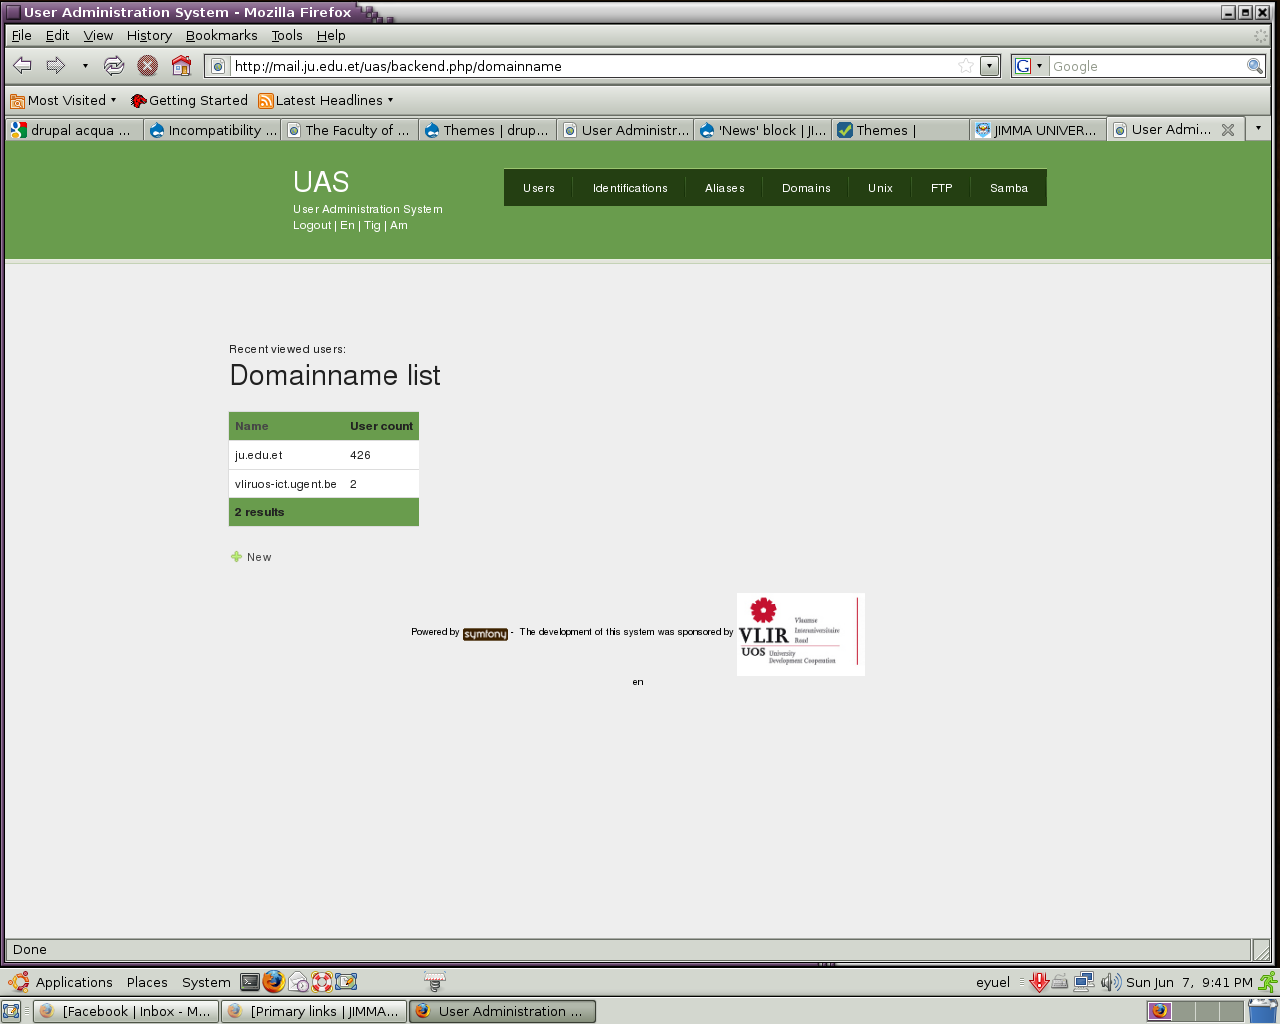 User Administration System - Mozilla Firefox
File Edit View History Bookmarks Tools Help
http://mail.ju.edu.et/uas/backend.php/domainname
Google
Most Visited Getting Started Latest Headlines
drupal acqua ... Incompatibility ... The Faculty of ... Themes | drup... User Administr... 'News' block | JI... Themes | JIMMA UNIVER... User Admi...
UAS
User Administration System
Logout | En | Tig | Am
Users Identifications Aliases Domains Unix FTP Samba
Recent viewed users:
Domainname list
Name User count
ju.edu.et 426
vliruos-ict.ugent.be 2
2 results
New
Powered by symfony - The development of this system was sponsored by
VLIR
UOS
Vlaamse
Interuniversitaire
Raad
University
Development Cooperation
en
Done
Applications Places System eyuel Sun Jun 7, 9:41 PM
[Facebook | Inbox - M... [Primary links | JIMMA... User Administration ...